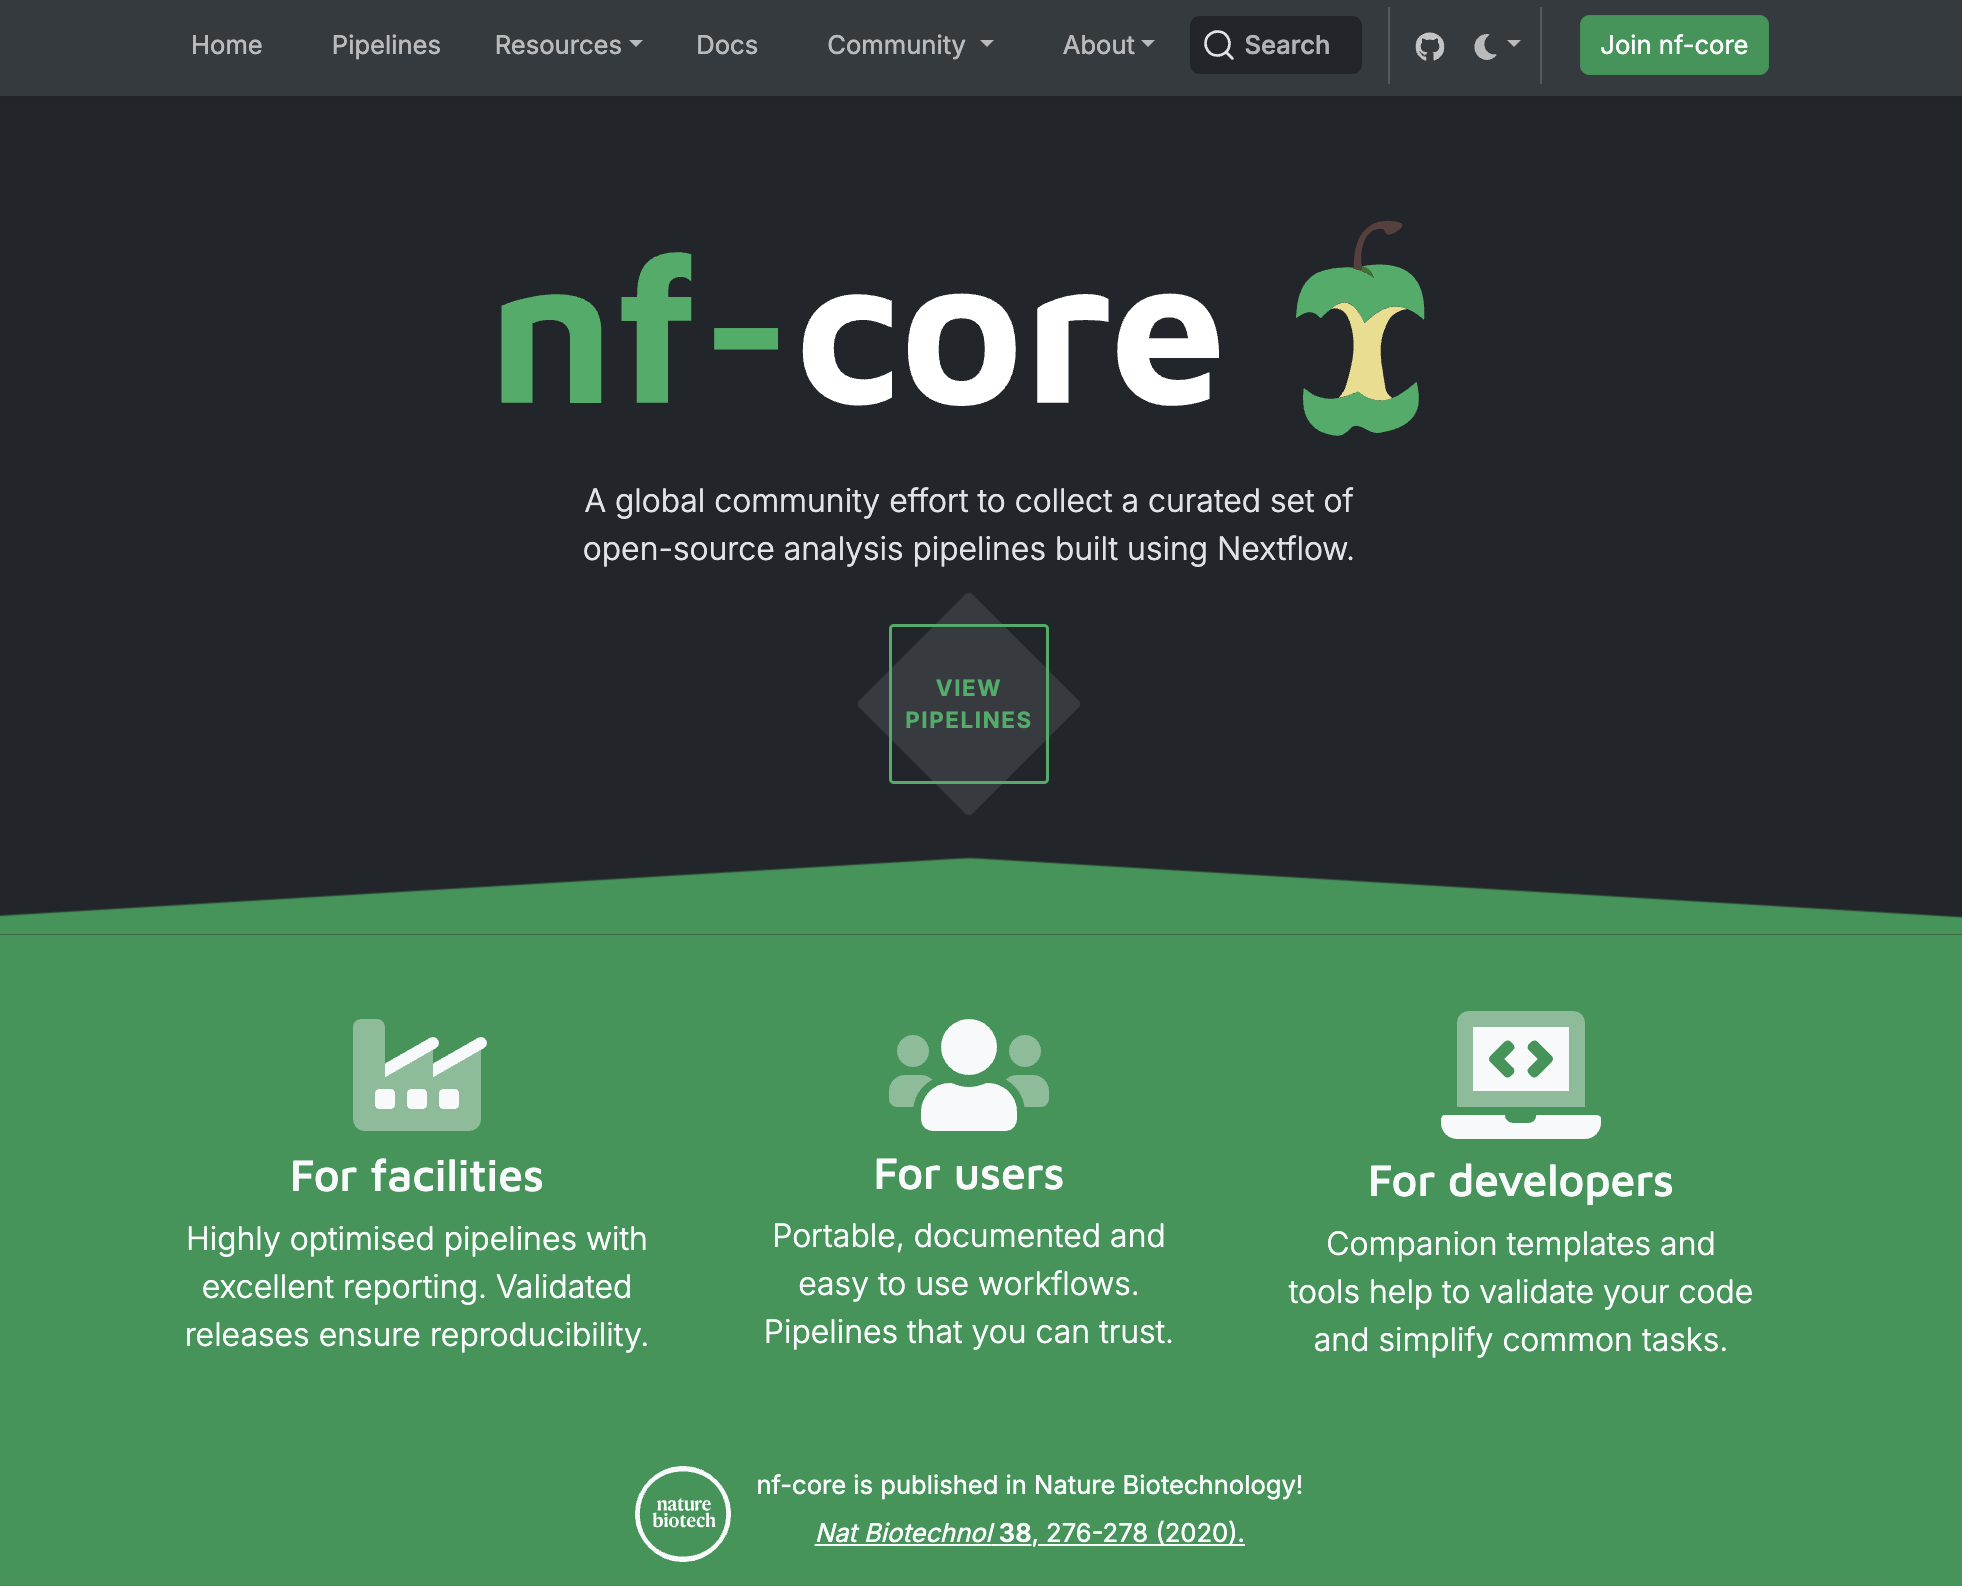 Home Pipelines Resources Docs Community About Search Join nf-core
nf-core
A global community effort to collect a curated set of
open-source analysis pipelines built using Nextflow.
VIEW
PIPELINES
For facilities
Highly optimised pipelines with
excellent reporting. Validated
releases ensure reproducibility.
For users
Portable, documented and
easy to use workflows.
Pipelines that you can trust.
For developers
Companion templates and
tools help to validate your code
and simplify common tasks.
nature
biotech
nf-core is published in Nature Biotechnology!
Nat Biotechnol 38, 276-278 (2020).